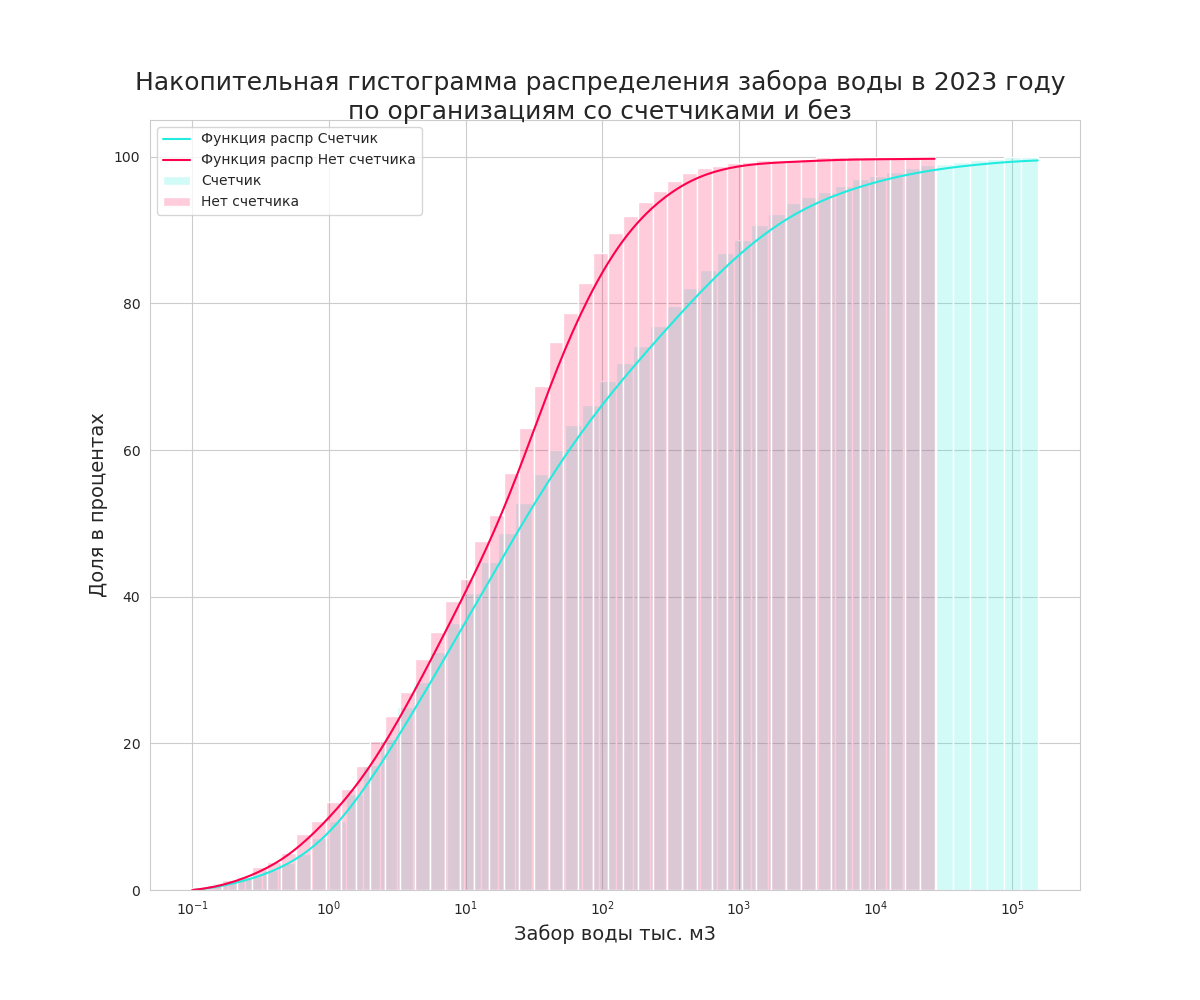 Накопительная гистограмма распределения забора воды в 2023 году
по организациям со счетчиками и без
Функция распр Счетчик
Функция распр Нет счетчика
Счетчик
Нет счетчика
100
80
60
40
20
0
Доля в процентах
10⁻¹
10⁰
10¹
10²
10³
10⁴
10⁵
Забор воды тыс. м3